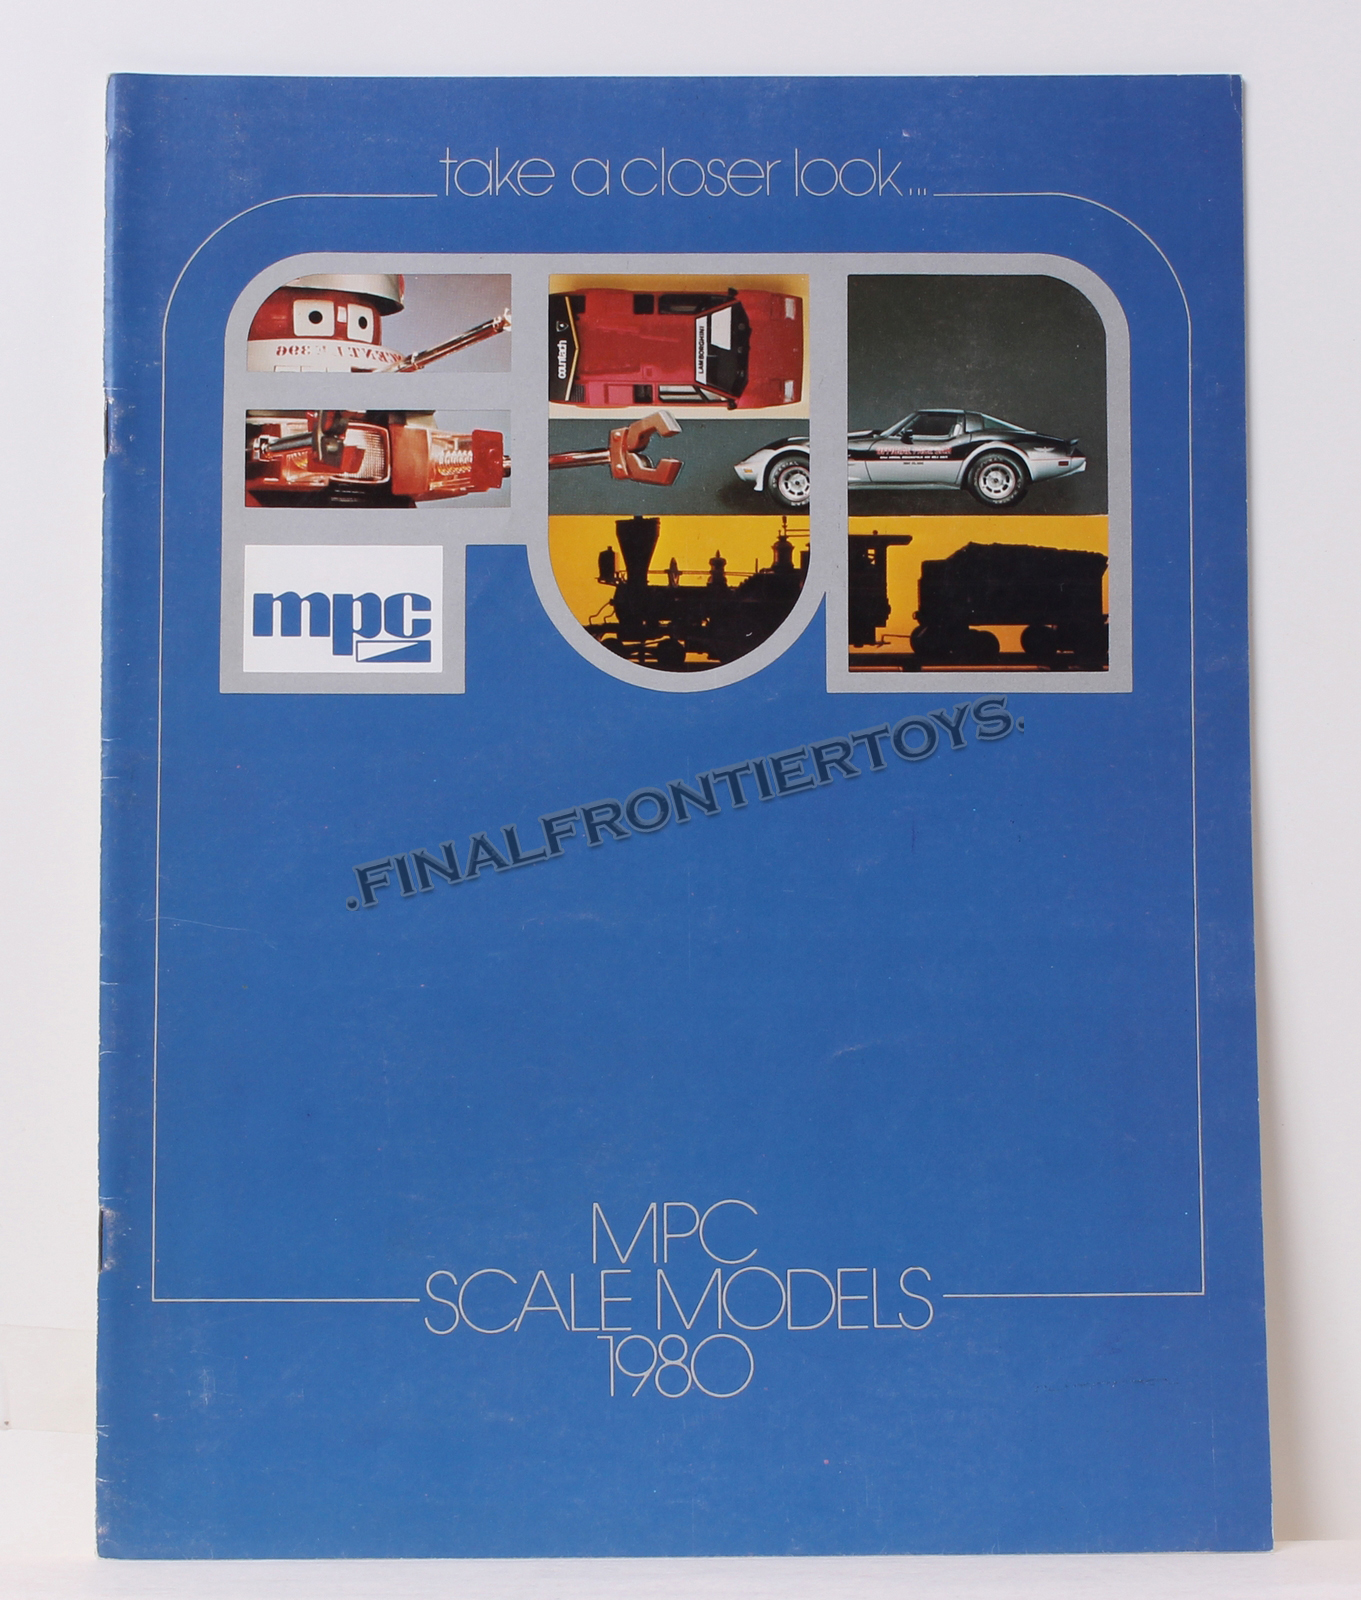 take a closer look...
countach
LAMBORGHINI
mpc
.FINALFRONTIERTOYS.
MPC
SCALE MODELS
1980